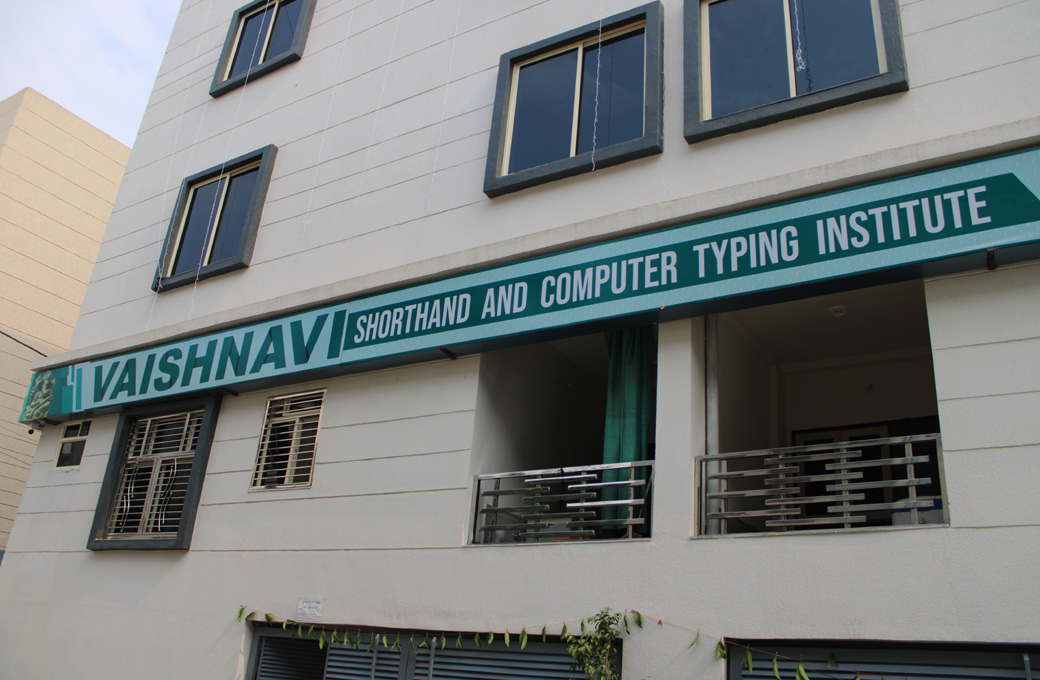 VAISHNAVI SHORTHAND AND COMPUTER TYPING INSTITUTE